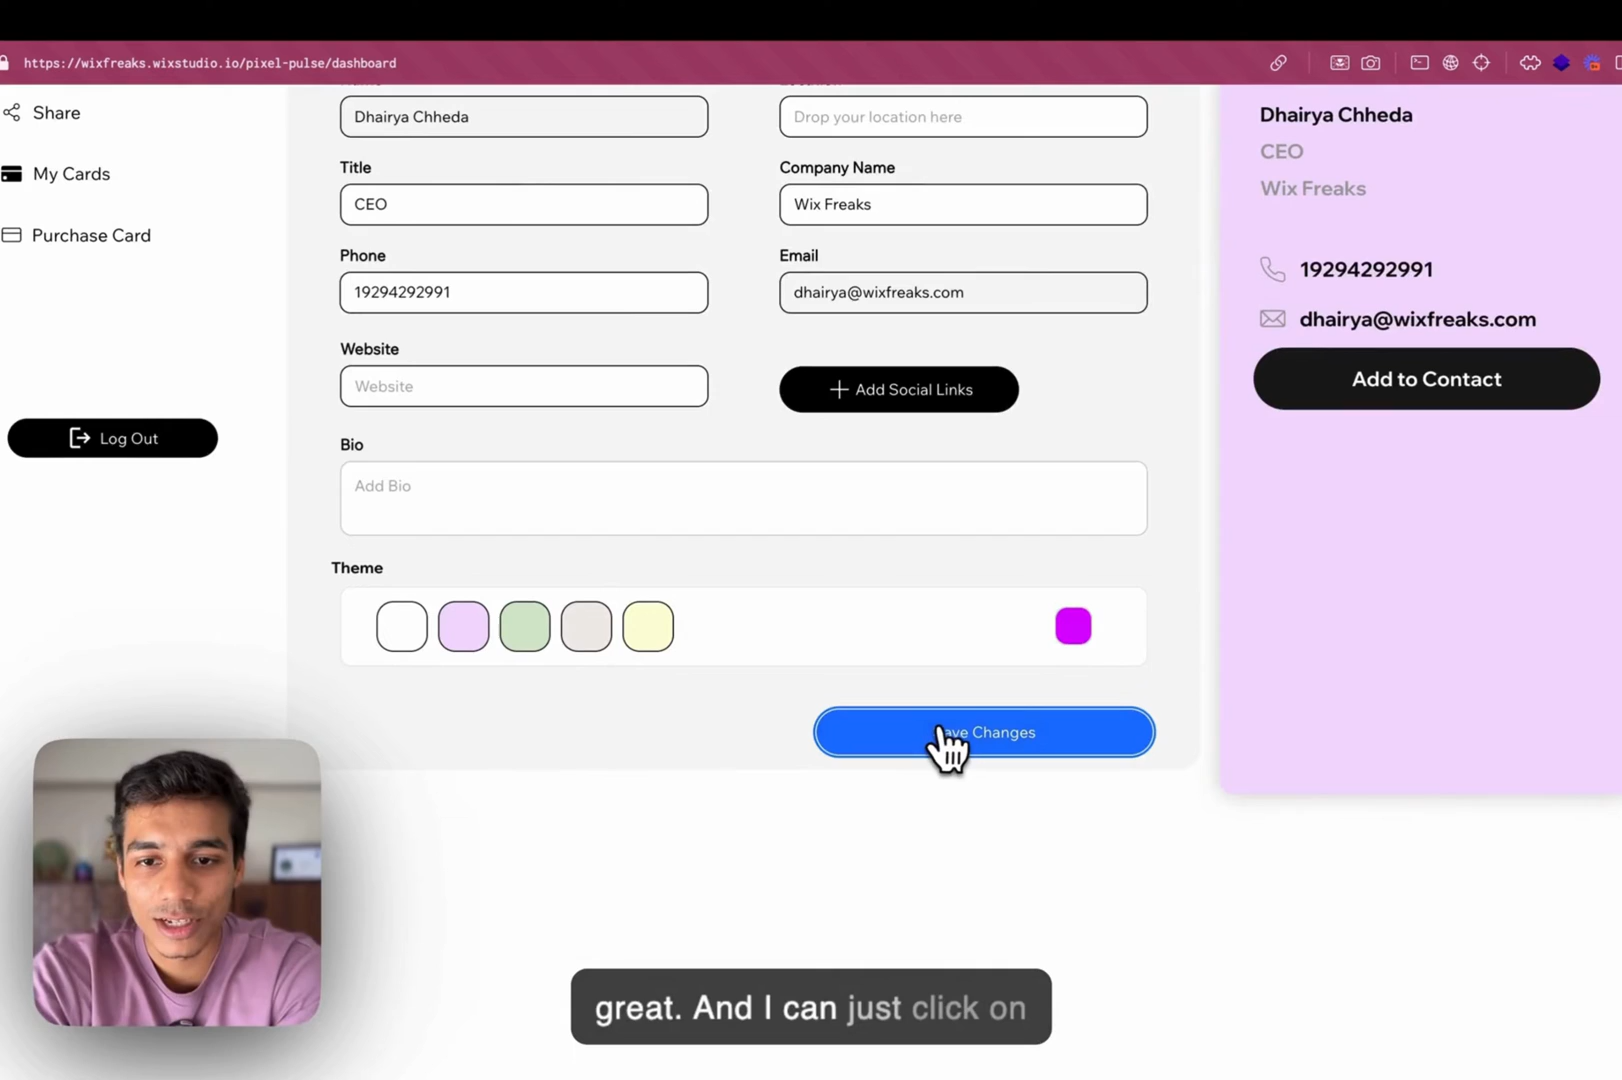 https://wixfreaks.wixstudio.io/pixel-pulse/dashboard
Share
My Cards
Purchase Card
Log Out
Dhairya Chheda
Drop your location here
Title
Company Name
CEO
Wix Freaks
Phone
Email
19294292991
dhairya@wixfreaks.com
Website
Website
Add Social Links
Bio
Add Bio
Theme
ave Changes
Dhairya Chheda
CEO
Wix Freaks
19294292991
dhairya@wixfreaks.com
Add to Contact
great. And I can just click on